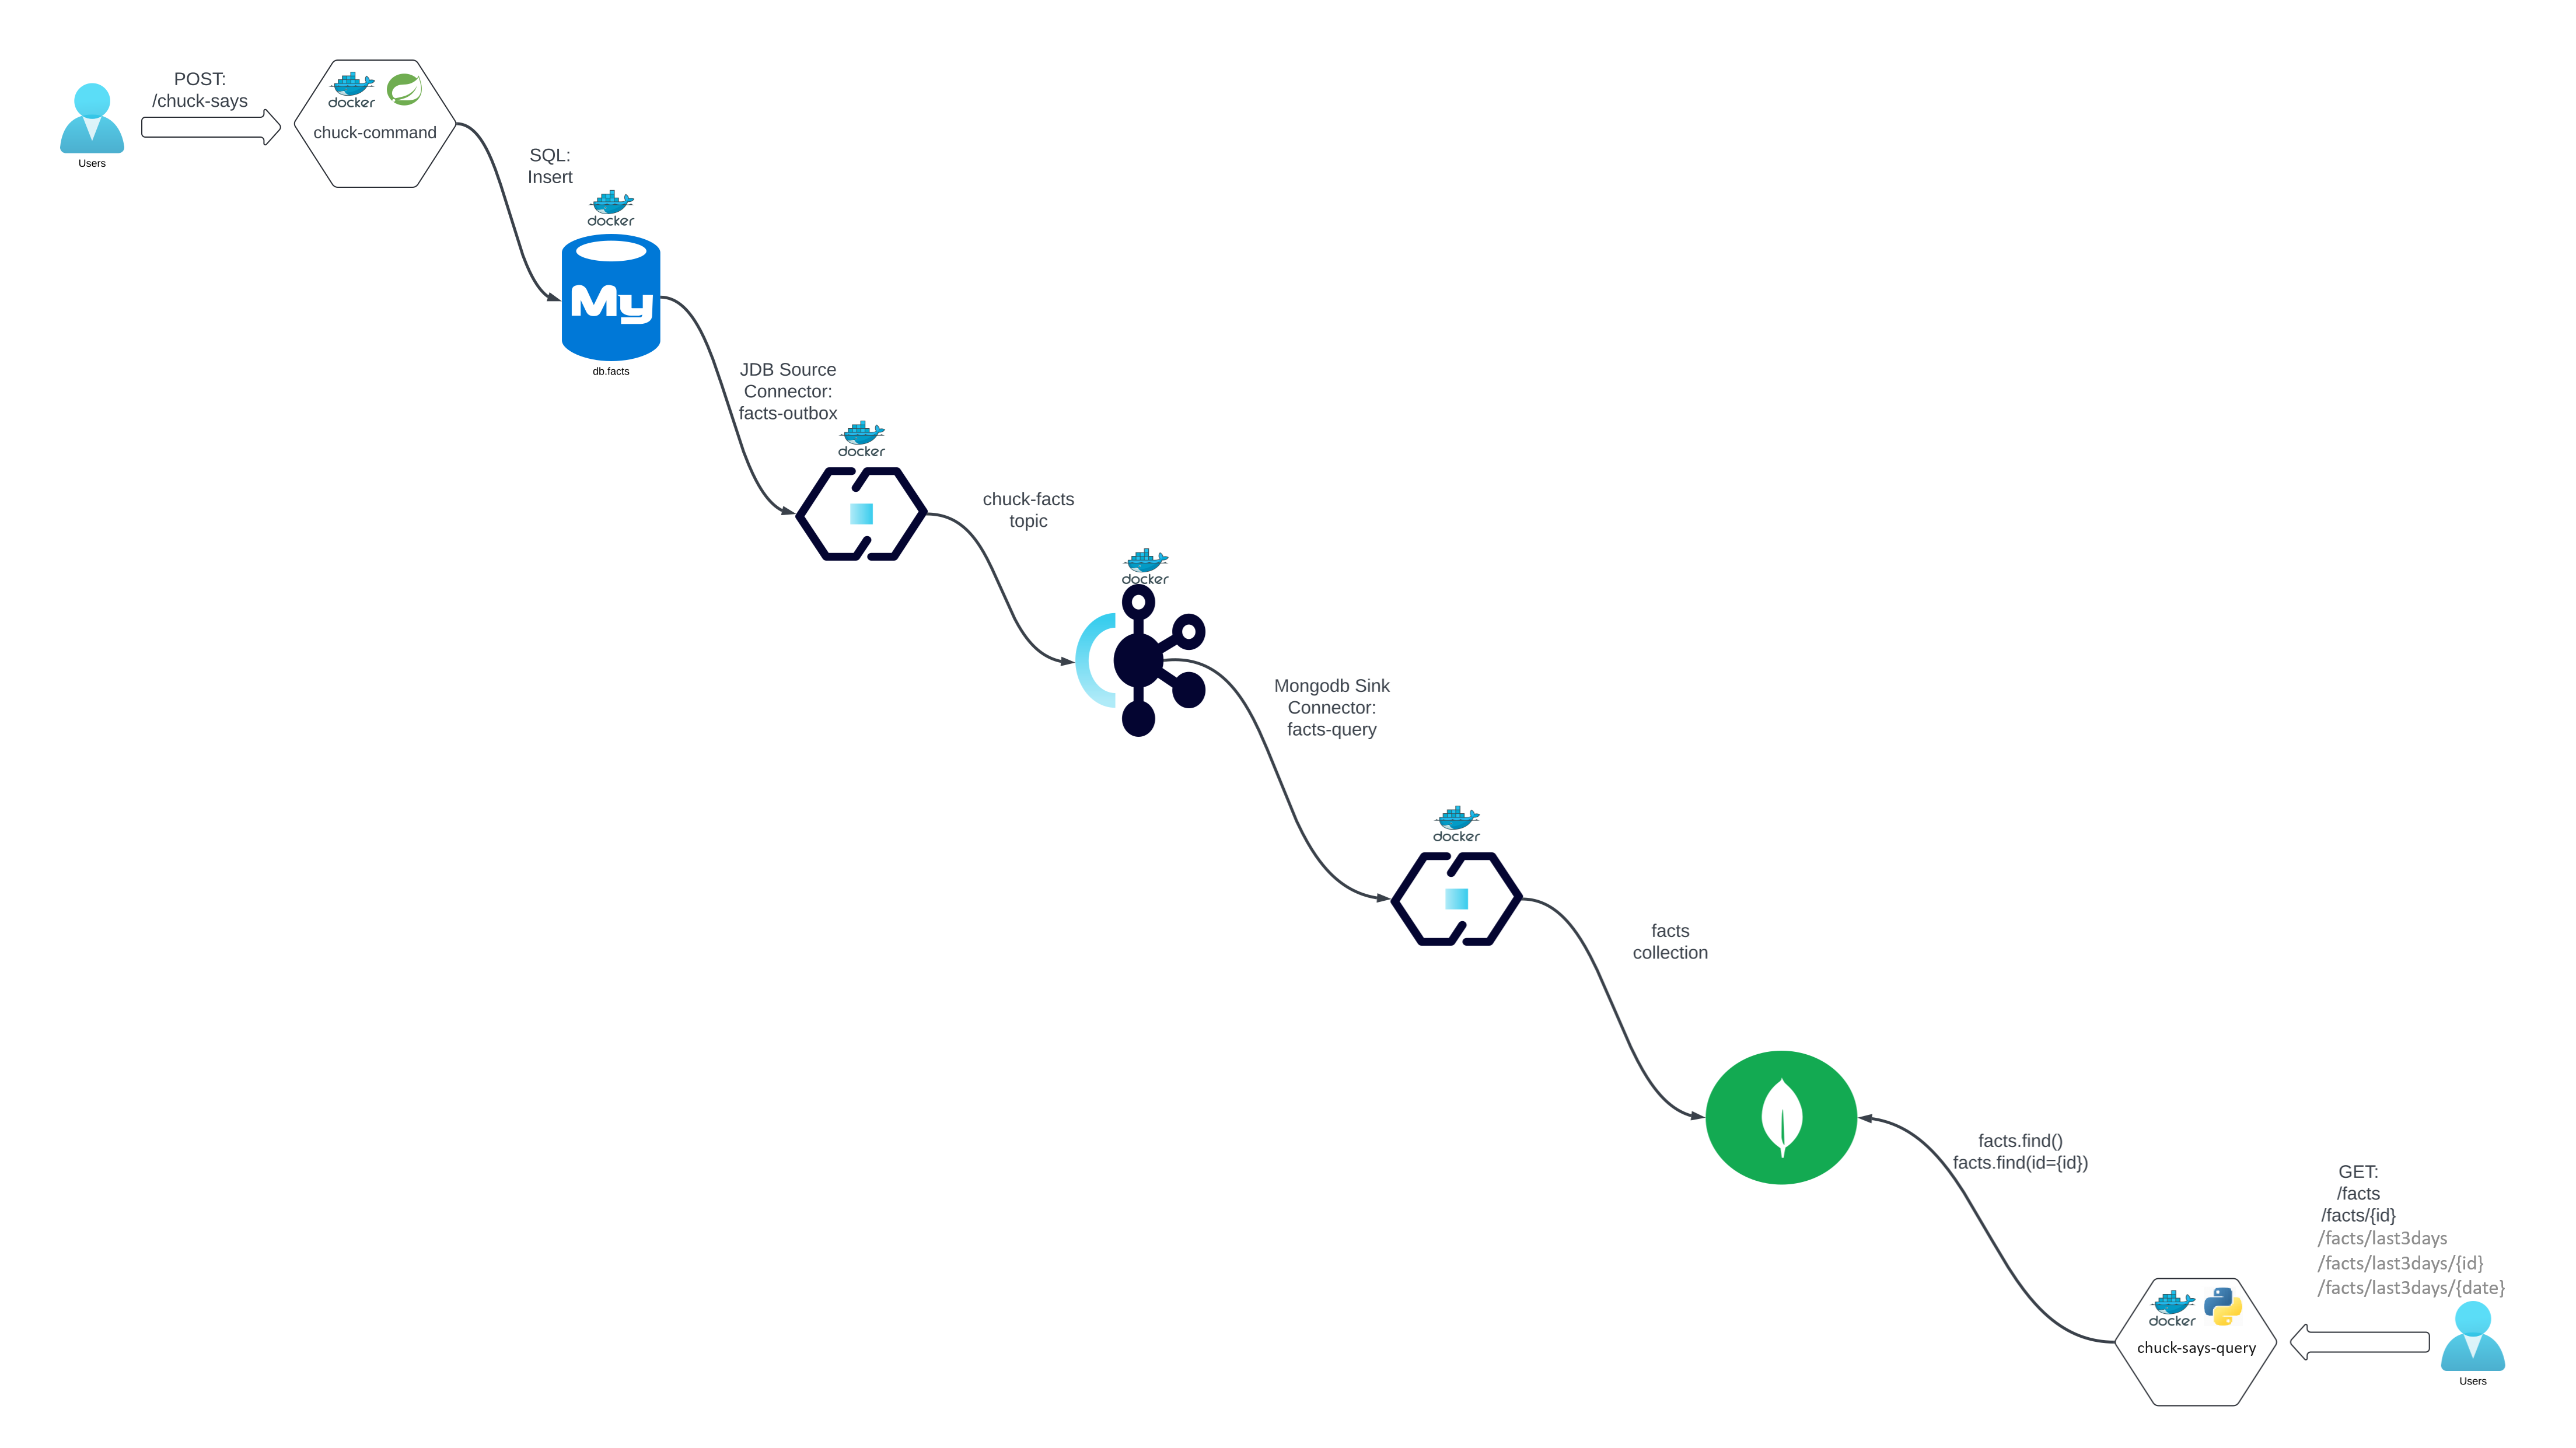 POST:
/chuck-says
docker
chuck-command
Users
SQL:
Insert
docker
My
db.facts
JDB Source
Connector:
facts-outbox
docker
chuck-facts
topic
docker
Mongodb Sink
Connector:
facts-query
docker
facts
collection
facts.find()
facts.find(id={id})
GET:
/facts
/facts/{id}
/facts/last3days
/facts/last3days/{id}
/facts/last3days/{date}
docker
chuck-says-query
Users